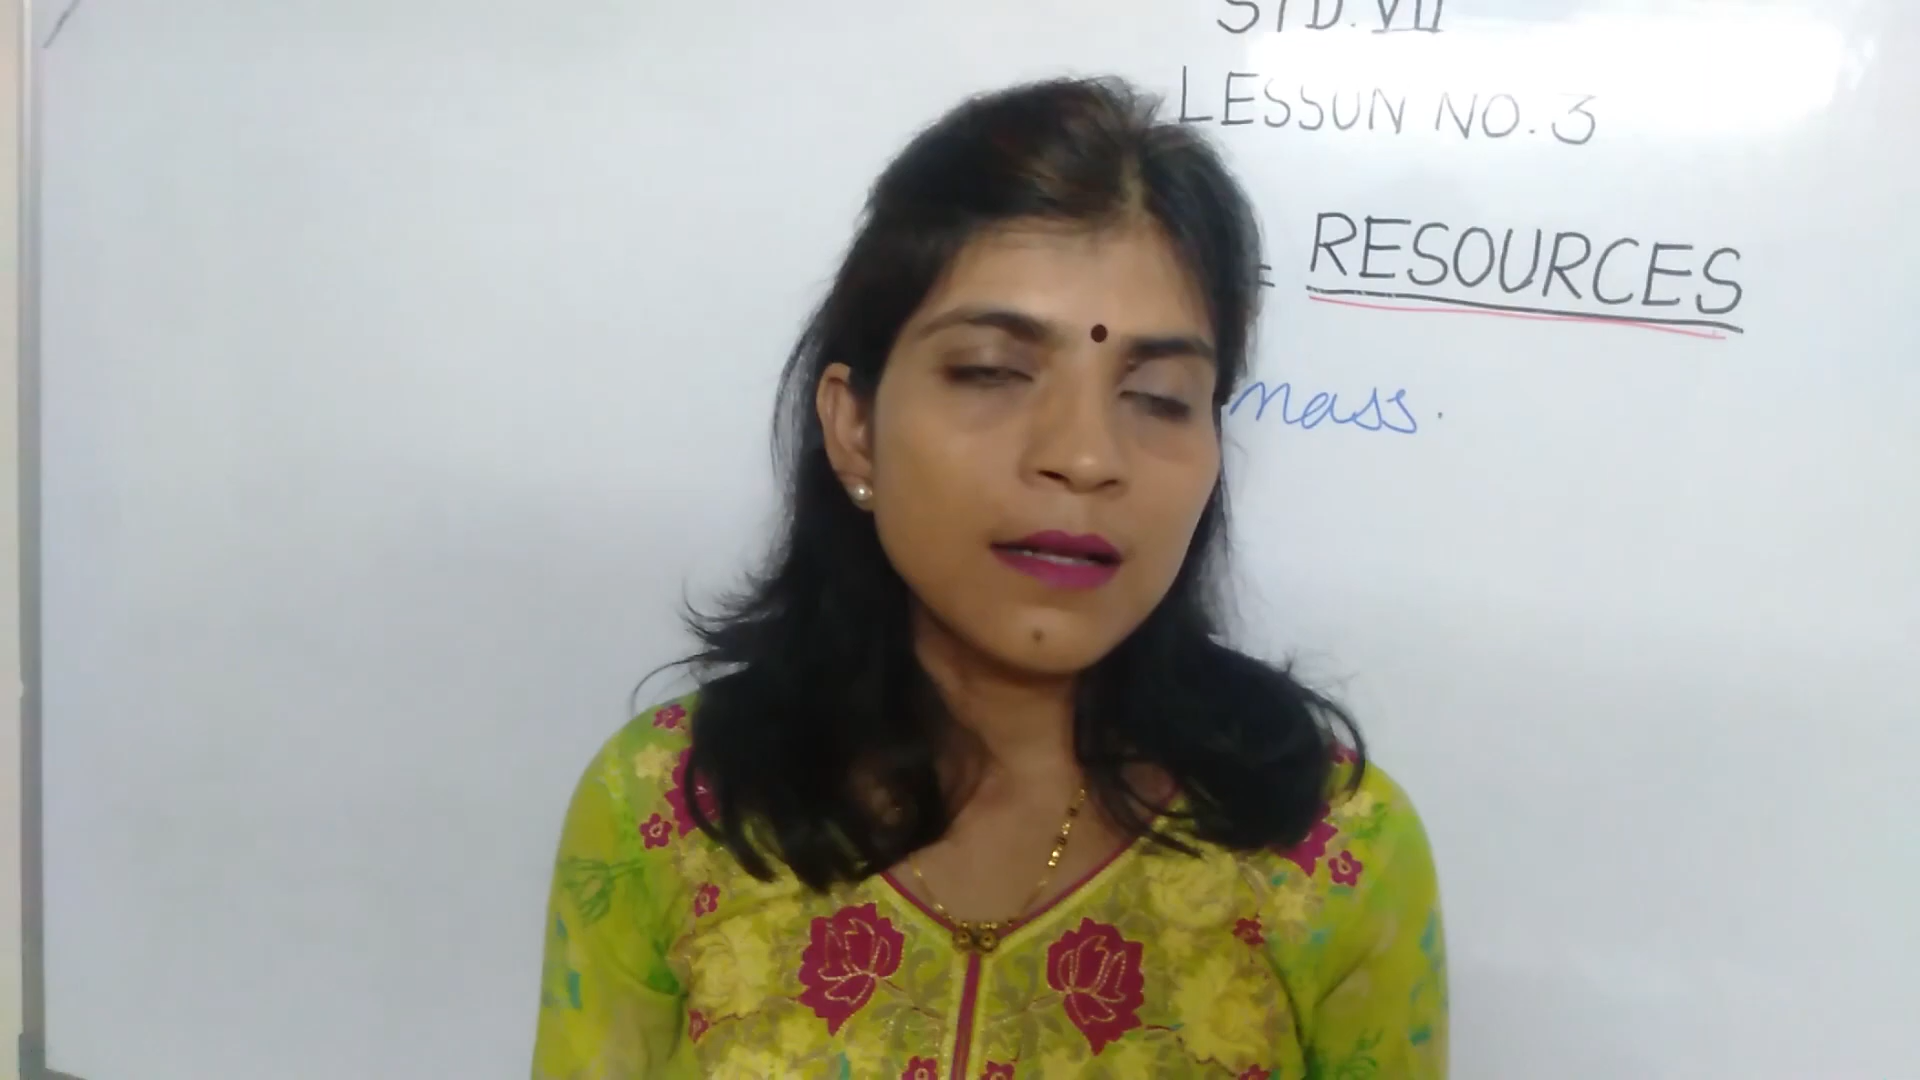 STD. VII
LESSON NO. 3
= RESOURCES
mass.